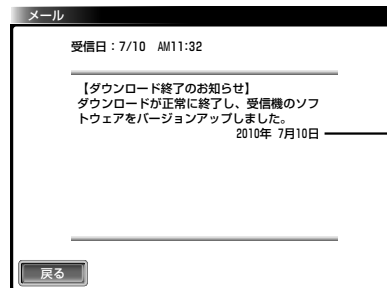 メール
受信日：7/10 AM11:32
【ダウンロード終了のお知らせ】
ダウンロードが正常に終了し、受信機のソフ
トウェアをバージョンアップしました。
2010年 7月10日
戻る